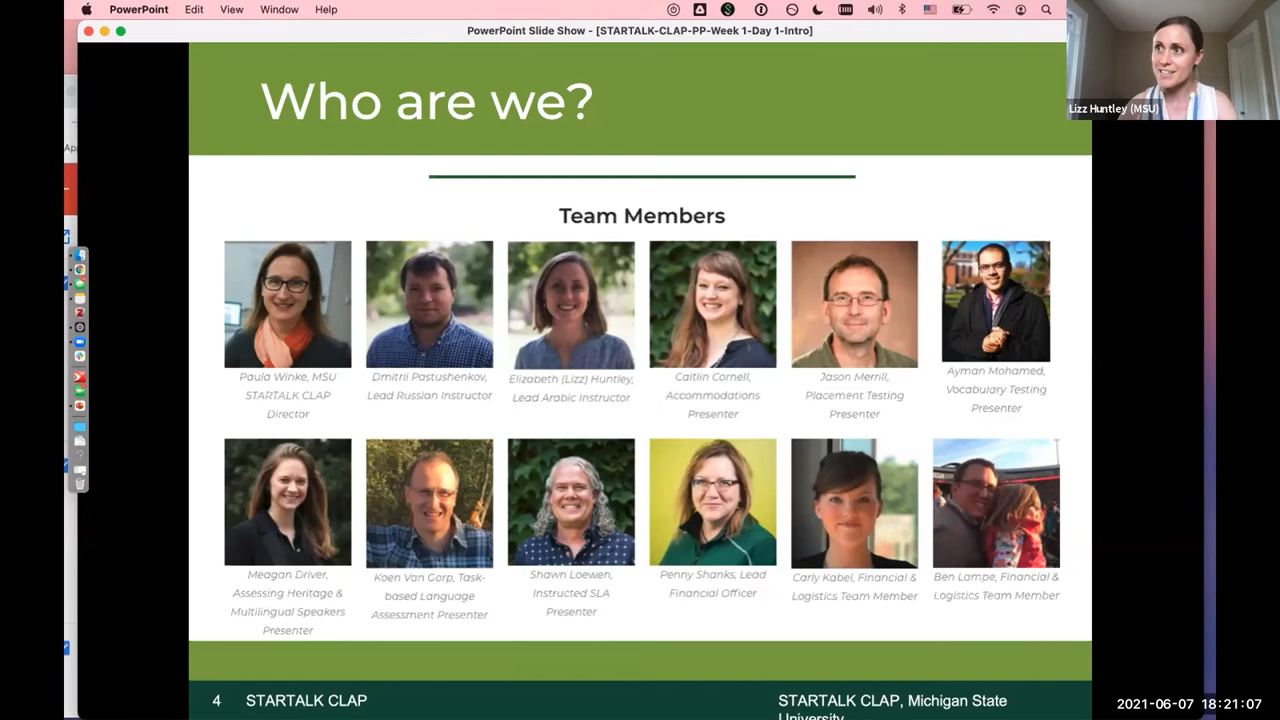 PowerPoint Edit View Window Help
PowerPoint Slide Show - [STARTALK-CLAP-PP-Week 1-Day 1-Intro]
Lizz Huntley (MSU)
Who are we?
Team Members
Paula Winke, MSU
STARTALK CLAP
Director
Dmitrii Pastushenkov,
Lead Russian Instructor
Elizabeth (Lizz) Huntley,
Lead Arabic Instructor
Caitlin Cornell,
Accommodations
Presenter
Jason Merrill,
Placement Testing
Presenter
Ayman Mohamed,
Vocabulary Testing
Presenter
Meagan Driver,
Assessing Heritage &
Multilingual Speakers
Presenter
Koen Van Gorp, Task-
based Language
Assessment Presenter
Shawn Loewen,
Instructed SLA
Presenter
Penny Shanks, Lead
Financial Officer
Carly Kabel, Financial &
Logistics Team Member
Ben Lampe, Financial &
Logistics Team Member
4 STARTALK CLAP
STARTALK CLAP, Michigan State
University
2021-06-07 18:21:07